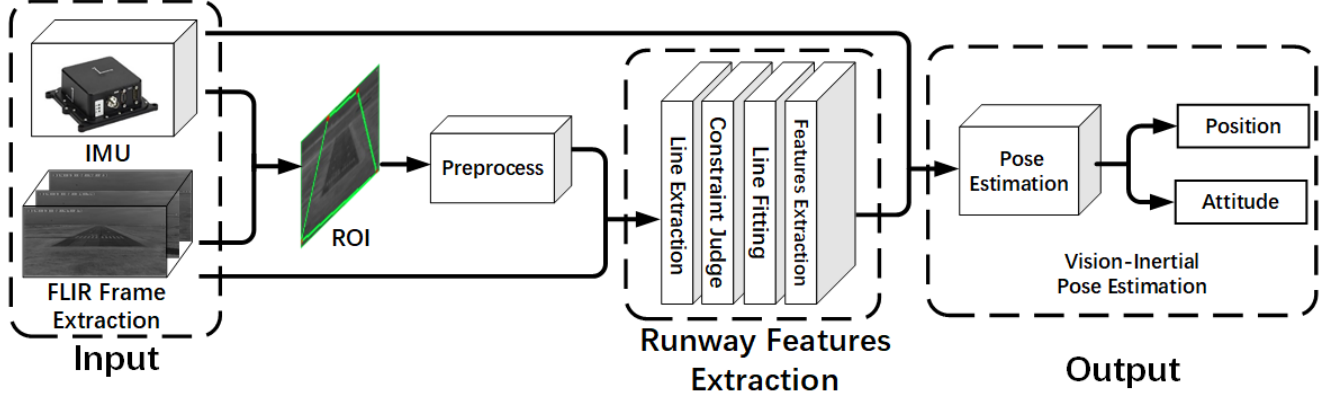 IMU
FLIR Frame
Extraction
Input
ROI
Preprocess
Line Extraction
Constraint Judge
Line Fitting
Features Extraction
Runway Features
Extraction
Pose
Estimation
Position
Attitude
Vision-Inertial
Pose Estimation
Output